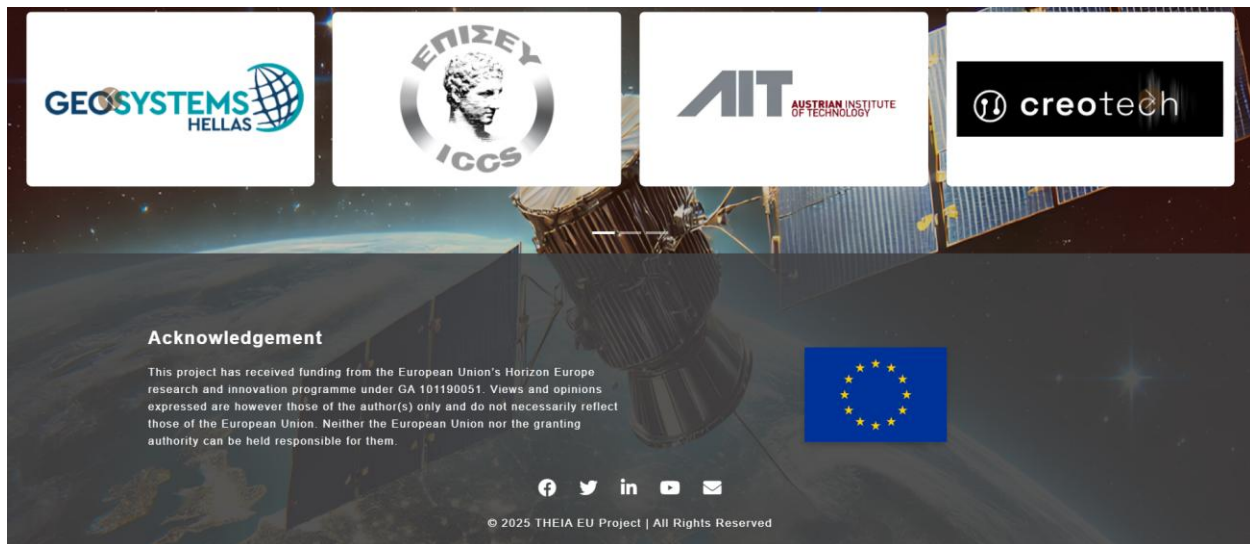 GEOSYSTEMS
HELLAS
ΕΠΙΣΕΥ
ICCS
AIT
AUSTRIAN INSTITUTE
OF TECHNOLOGY
creotech
Acknowledgement
This project has received funding from the European Union's Horizon Europe
research and innovation programme under GA 101190051. Views and opinions
expressed are however those of the author(s) only and do not necessarily reflect
those of the European Union. Neither the European Union nor the granting
authority can be held responsible for them.
© 2025 THEIA EU Project | All Rights Reserved